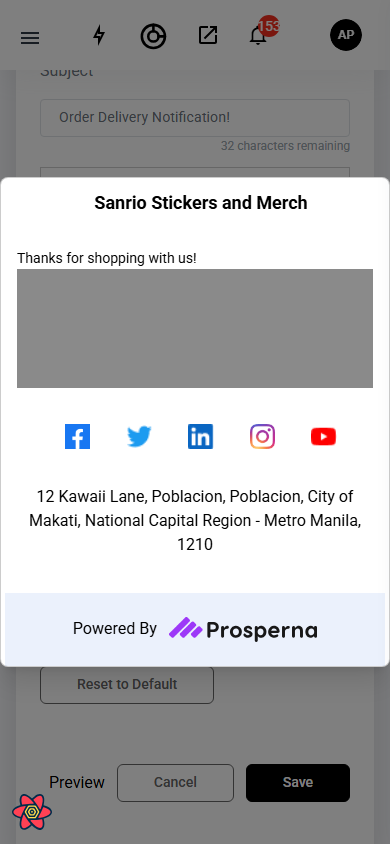 153
AP
Subject
Order Delivery Notification!
32 characters remaining
Sanrio Stickers and Merch
Thanks for shopping with us!
12 Kawaii Lane, Poblacion, Poblacion, City of
Makati, National Capital Region - Metro Manila,
1210
Powered By Prosperna
Reset to Default
Preview
Cancel
Save